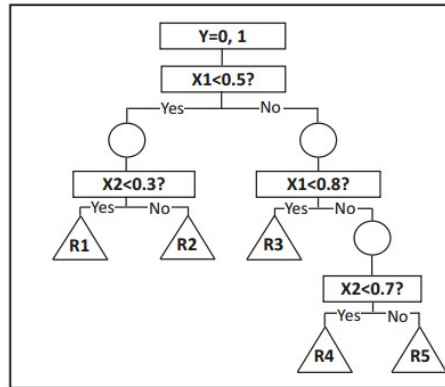 Y=0, 1
X1<0.5?
Yes No
X2<0.3? X1<0.8?
Yes No Yes No
R1 R2 R3
X2<0.7?
Yes No
R4 R5